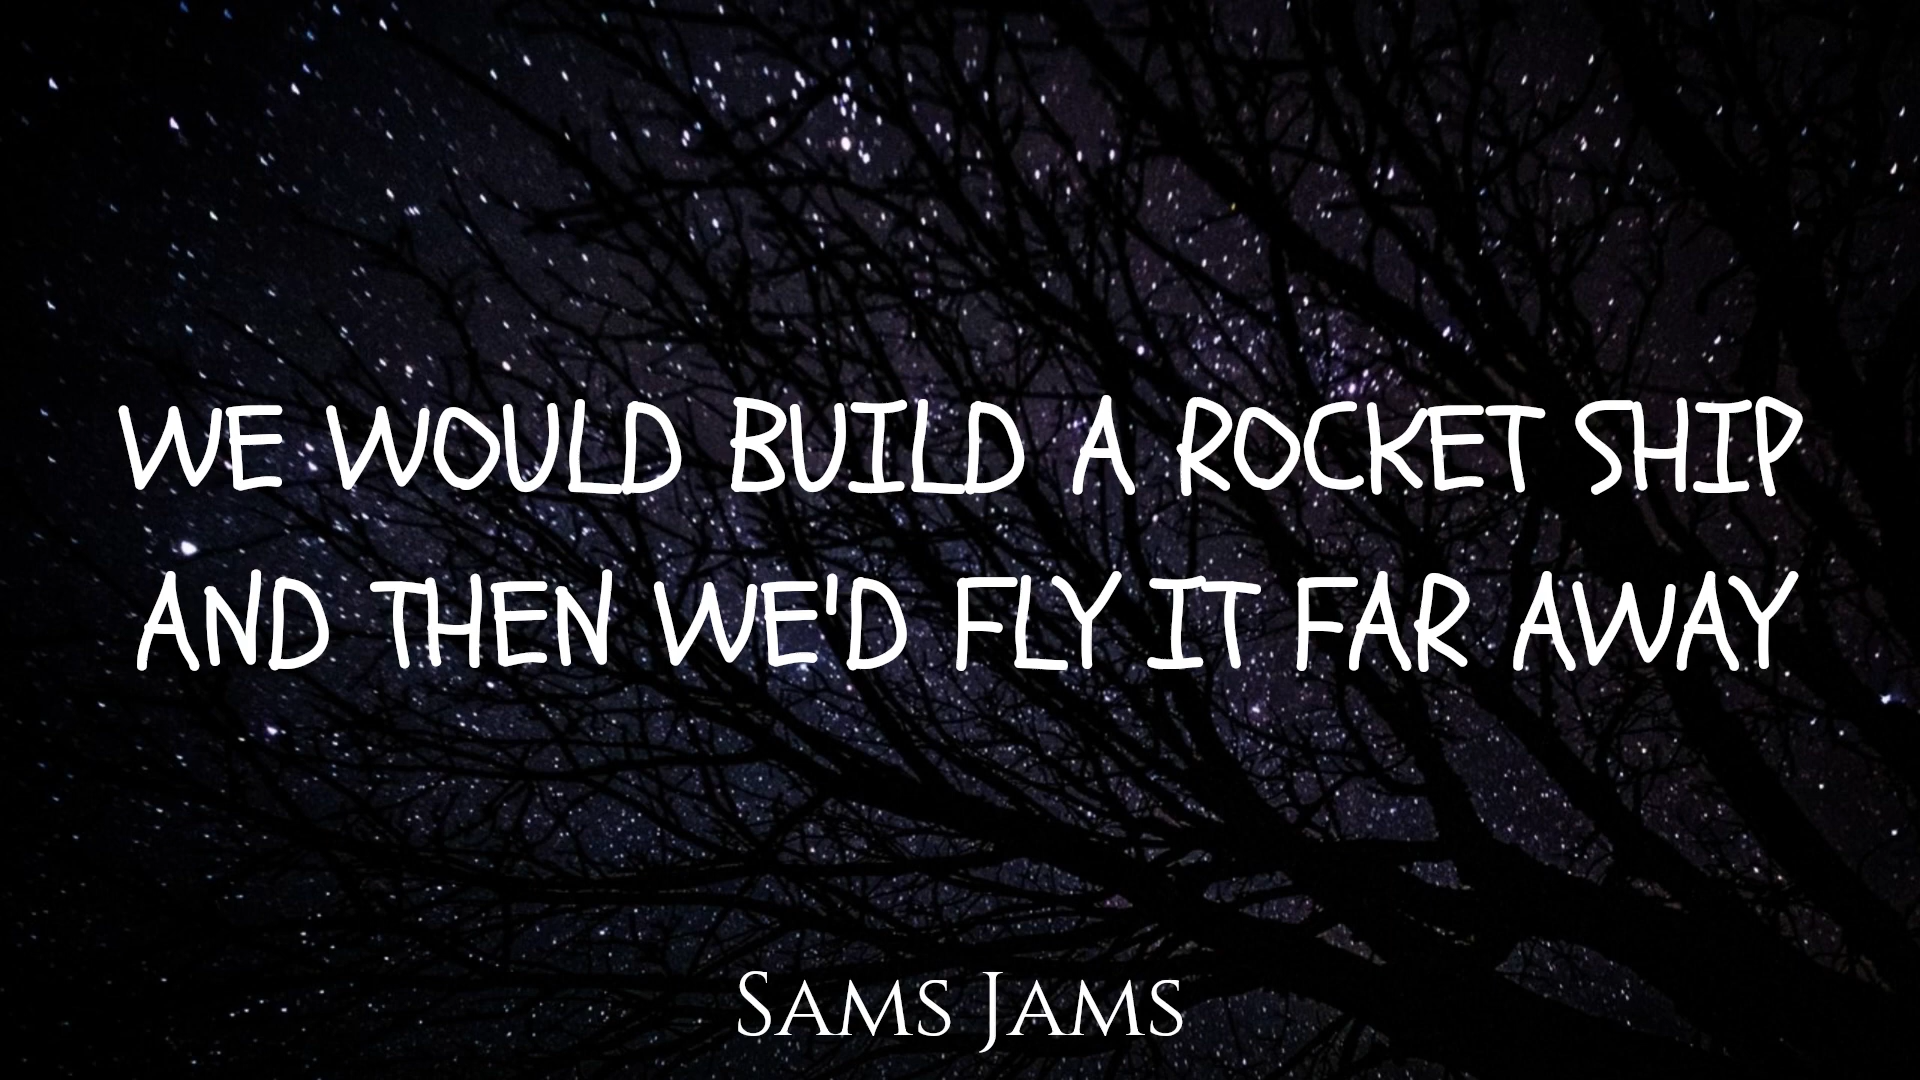 WE WOULD BUILD A ROCKET SHIP
AND THEN WE'D FLY IT FAR AWAY
SAMS JAMS